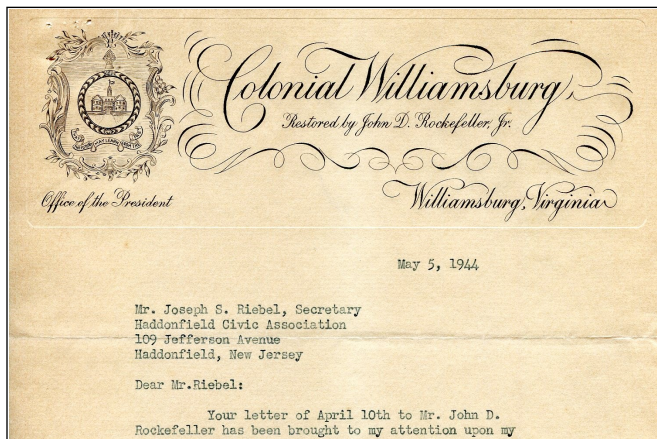 Colonial Williamsburg
Restored by John D. Rockefeller, Jr.
Office of the President
Williamsburg, Virginia
May 5, 1944
Mr. Joseph S. Riebel, Secretary
Haddonfield Civic Association
109 Jefferson Avenue
Haddonfield, New Jersey
Dear Mr.Riebel:
Your letter of April 10th to Mr. John D.
Rockefeller has been brought to my attention upon my